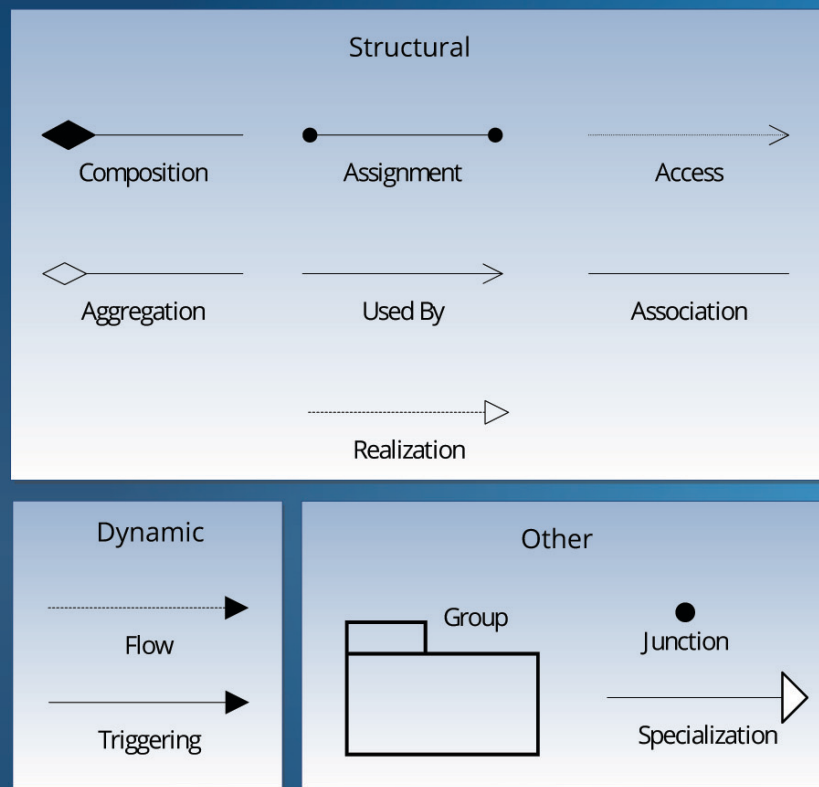 Structural
Composition
Assignment
Access
Aggregation
Used By
Association
Realization
Dynamic
Flow
Triggering
Other
Group
Junction
Specialization